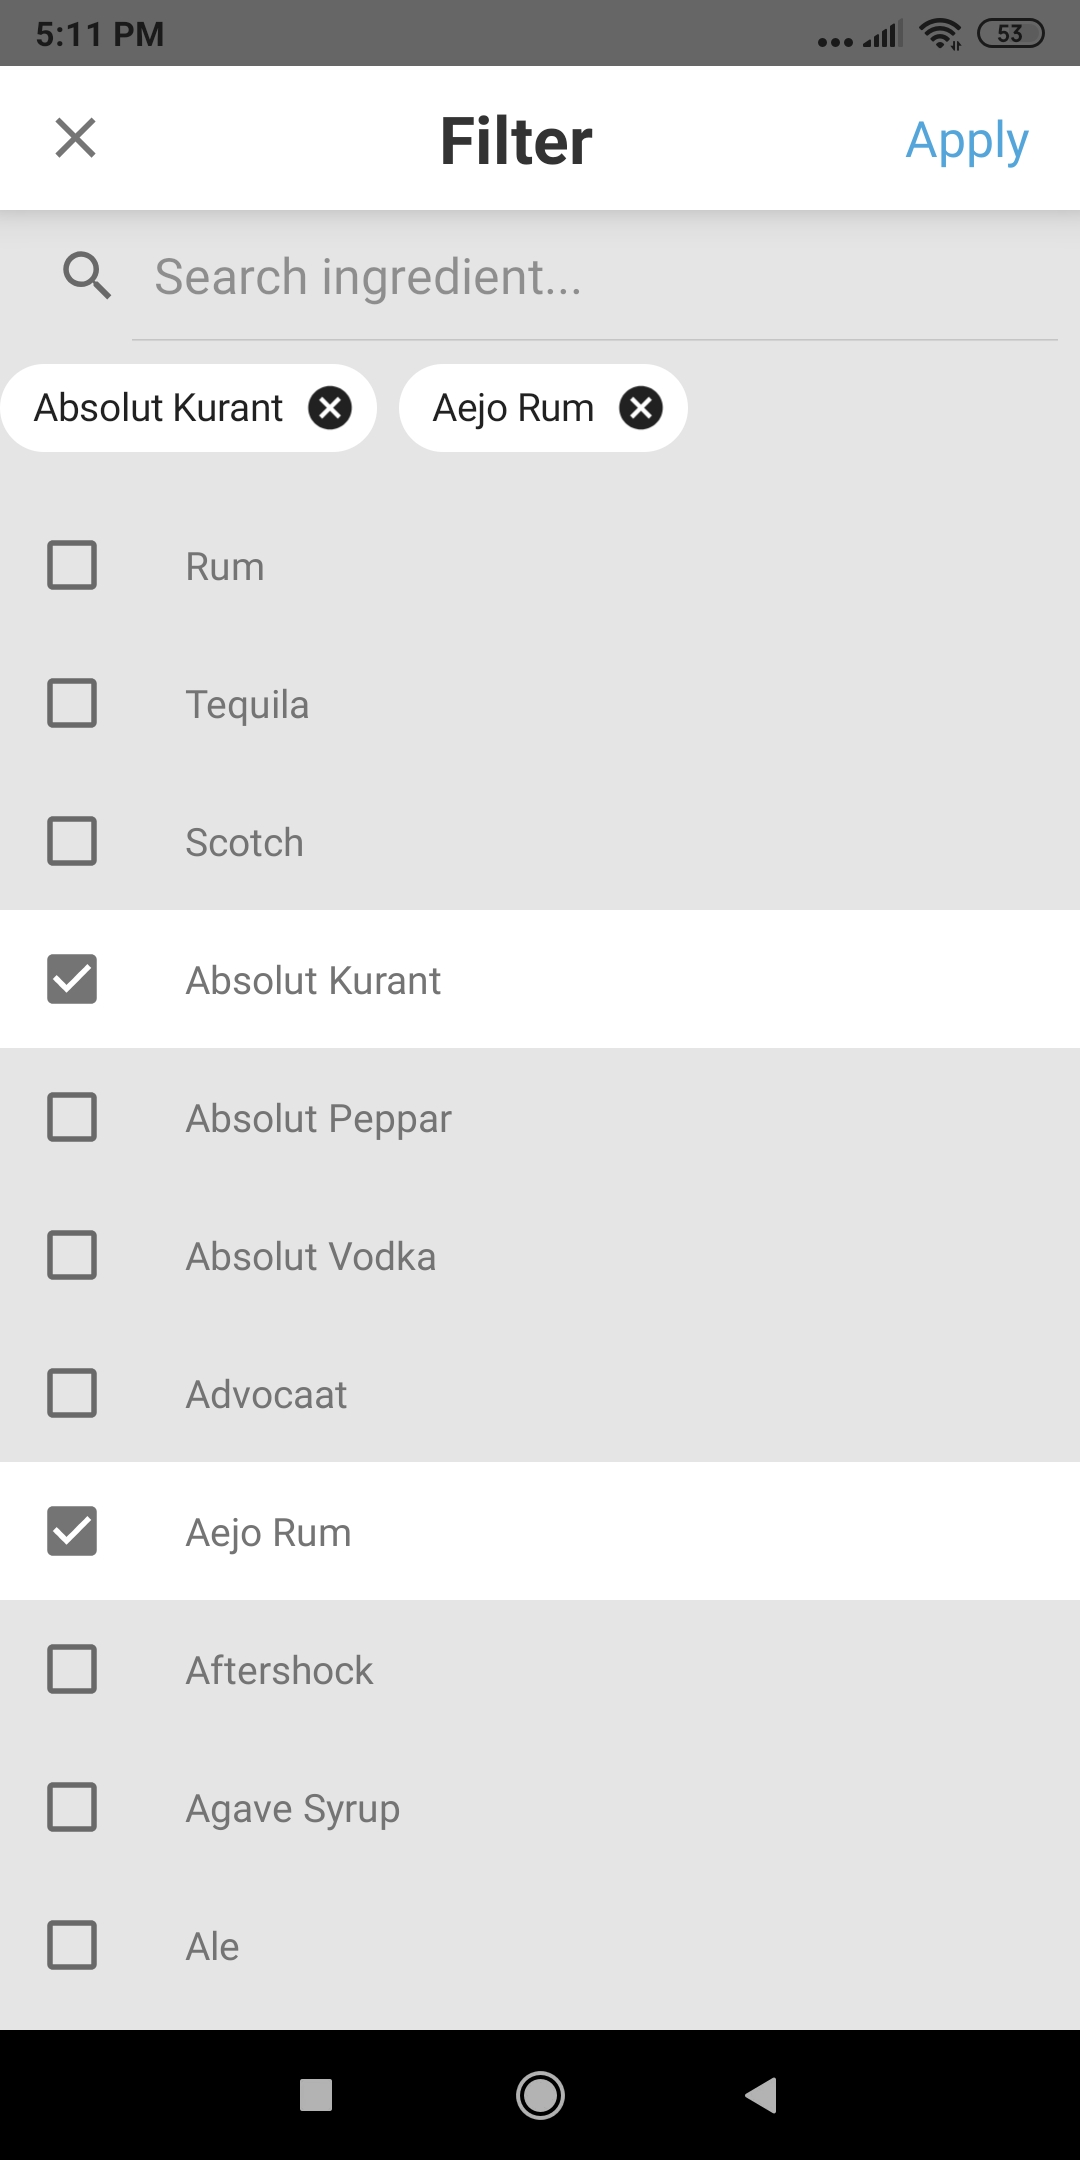 5:11 PM
53
Filter
Apply
Search ingredient...
Absolut Kurant
Aejo Rum
Rum
Tequila
Scotch
Absolut Kurant
Absolut Peppar
Absolut Vodka
Advocaat
Aejo Rum
Aftershock
Agave Syrup
Ale